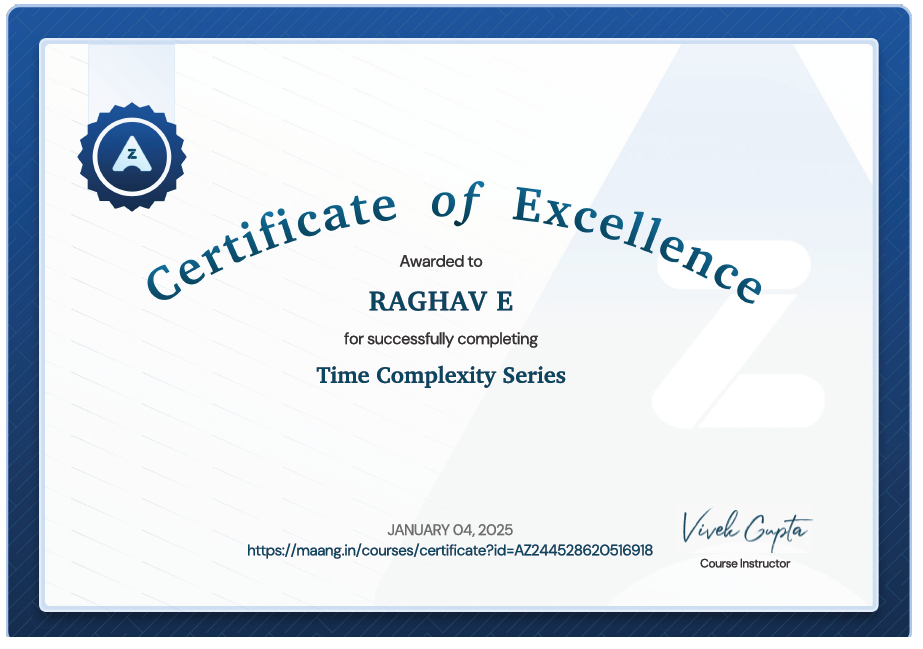 Z
Certificate of Excellence
Awarded to
RAGHAV E
for successfully completing
Time Complexity Series
JANUARY 04, 2025
https://maang.in/courses/certificate?id=AZ244528620516918
Vivek Gupta
Course Instructor